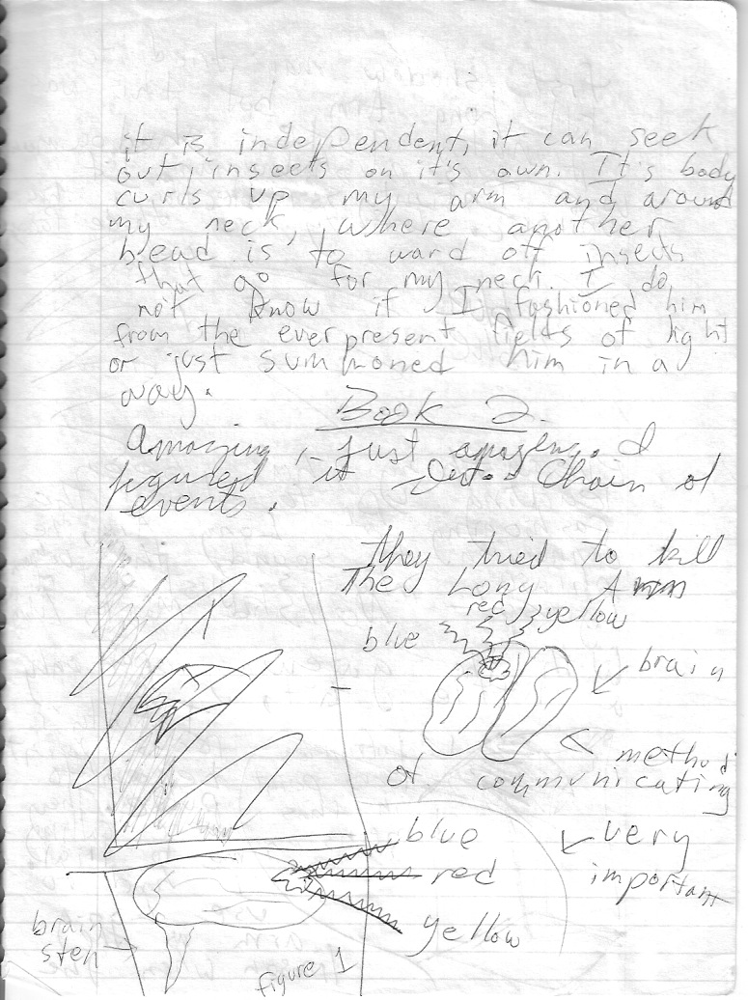 it is independent, it can seek
out insects on it's own. It's body
curls up my arm and around
my neck, where another
head is to ward off insects
that go for my neck. I do
not know if I fashioned him
from the everpresent fields of light
or just summoned him in a
way.
Book 2.
Amazing, just amazing. I
figured it out. Chain of
events.
They tried to kill
The Long Arm
red yellow
blue
brain
method
of communicating
blue
very
red
important
yellow
brain
sten
figure 1